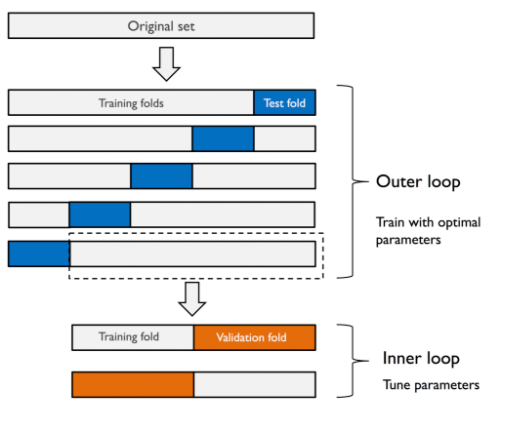 Original set
Training folds
Test fold
Outer loop
Train with optimal
parameters
Training fold
Validation fold
Inner loop
Tune parameters